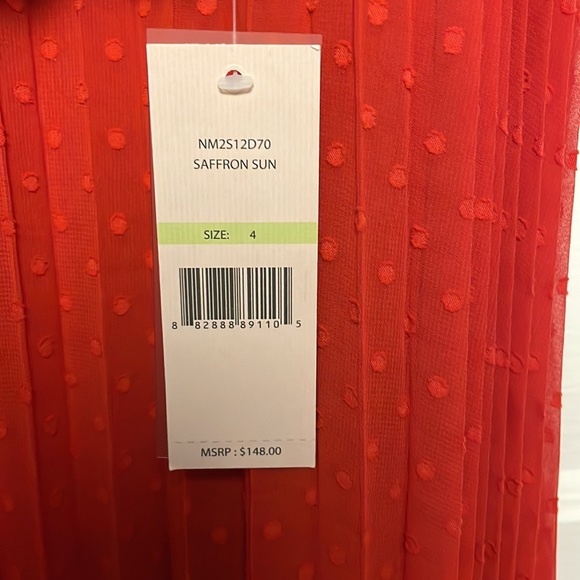 NM2S12D70
SAFFRON SUN
SIZE: 4
8 82888 89110 5
MSRP : $148.00